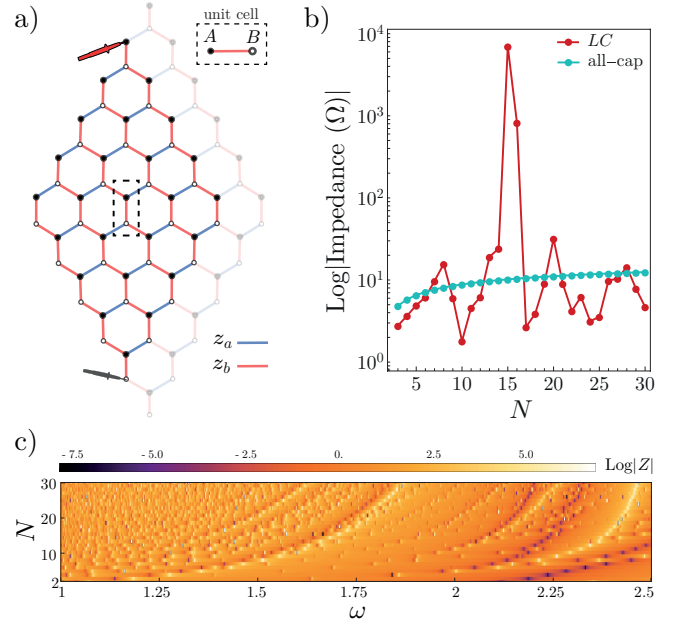 a)
unit cell
A B
z_a
z_b
b)
Log|Impedance (Ω)|
10^4
10^3
10^2
10^1
10^0
LC
all-cap
5 10 15 20 25 30
N
c)
- 7.5 - 5.0 - 2.5 0. 2.5 5.0 Log|Z|
N
30
20
10
2
1 1.25 1.5 1.75 2 2.25 2.5
ω